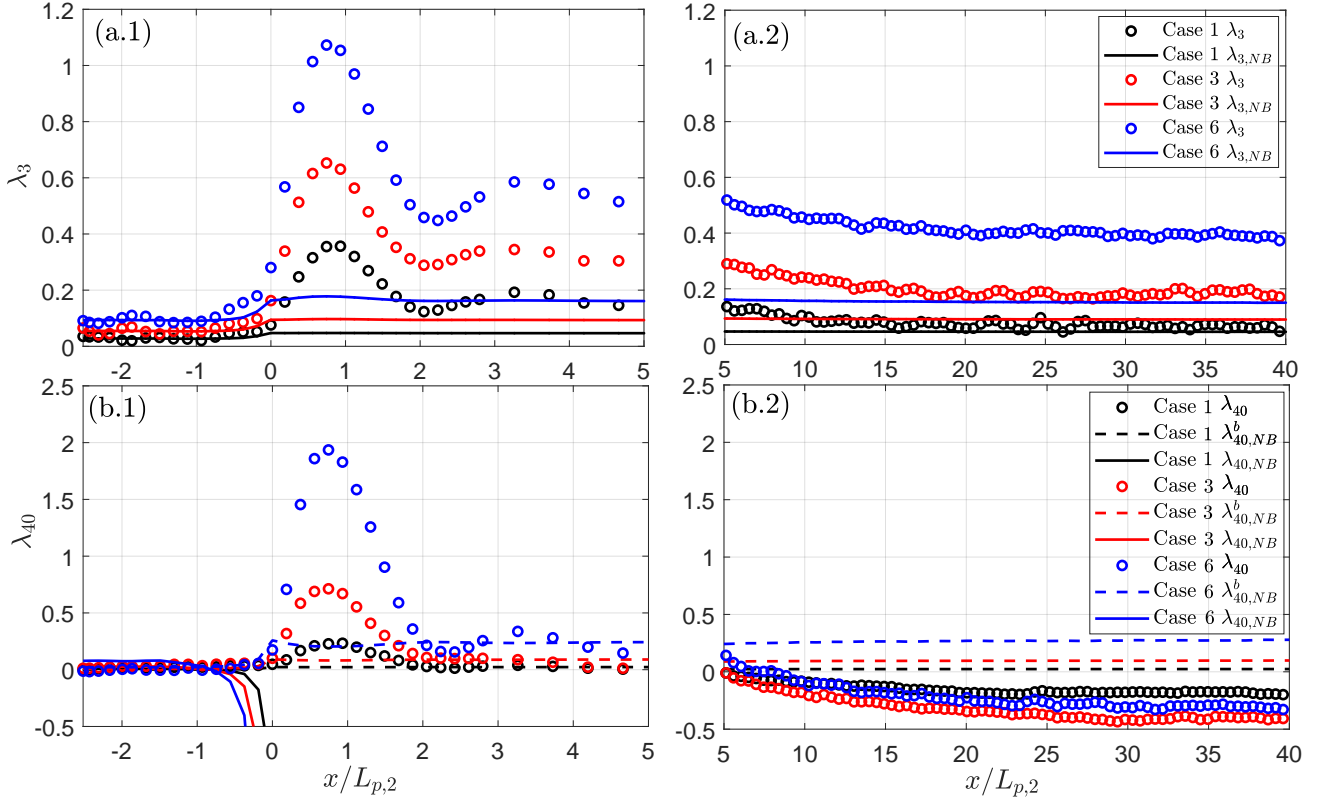 (a.1)
1.2
1
0.8
0.6
0.4
0.2
0
λ₃
-2 -1 0 1 2 3 4 5
(a.2)
1.2
1
0.8
0.6
0.4
0.2
0
5 10 15 20 25 30 35 40
Case 1 λ₃
Case 1 λ₃,NB
Case 3 λ₃
Case 3 λ₃,NB
Case 6 λ₃
Case 6 λ₃,NB
(b.1)
2.5
2
1.5
1
0.5
0
-0.5
λ₄₀
-2 -1 0 1 2 3 4 5
x/Lp,2
(b.2)
2.5
2
1.5
1
0.5
0
-0.5
5 10 15 20 25 30 35 40
x/Lp,2
Case 1 λ₄₀
Case 1 λᵇ₄₀,NB
Case 1 λ₄₀,NB
Case 3 λ₄₀
Case 3 λᵇ₄₀,NB
Case 3 λ₄₀,NB
Case 6 λ₄₀
Case 6 λᵇ₄₀,NB
Case 6 λ₄₀,NB